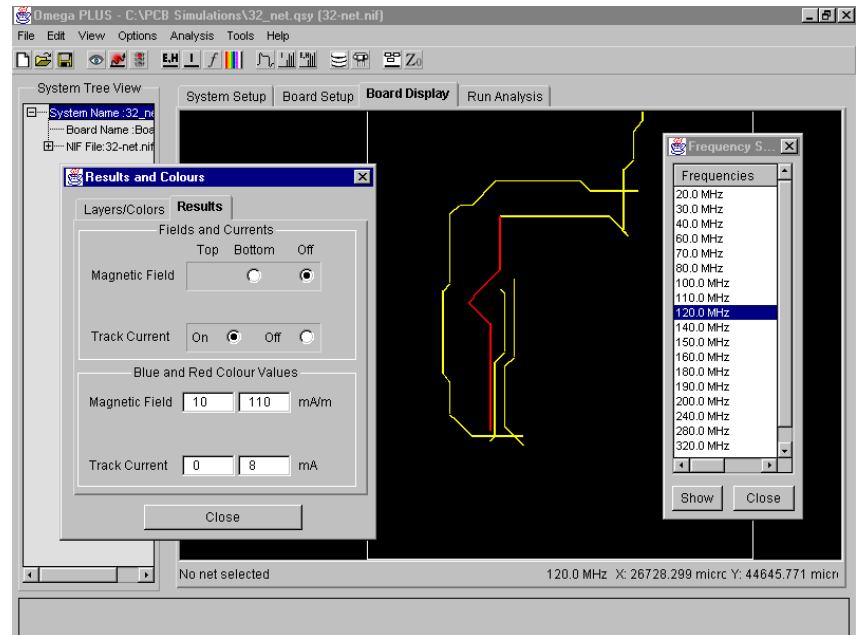 Omega PLUS - C:\PCB Simulations\32_net.qsy (32-net.nif)
File Edit View Options Analysis Tools Help
E,H I f Z0
System Tree View
System Name :32_ne
Board Name :Boa
NIF File:32-net.nif
System Setup Board Setup Board Display Run Analysis
Results and Colours
Layers/Colors Results
Fields and Currents
Top Bottom Off
Magnetic Field
Track Current On Off
Blue and Red Colour Values
Magnetic Field 10 110 mA/m
Track Current 0 8 mA
Close
Frequency S...
Frequencies
20.0 MHz
30.0 MHz
40.0 MHz
60.0 MHz
70.0 MHz
80.0 MHz
100.0 MHz
110.0 MHz
120.0 MHz
140.0 MHz
150.0 MHz
160.0 MHz
180.0 MHz
190.0 MHz
200.0 MHz
240.0 MHz
280.0 MHz
320.0 MHz
Show Close
No net selected 120.0 MHz X: 26728.299 micrc Y: 44645.771 micrı